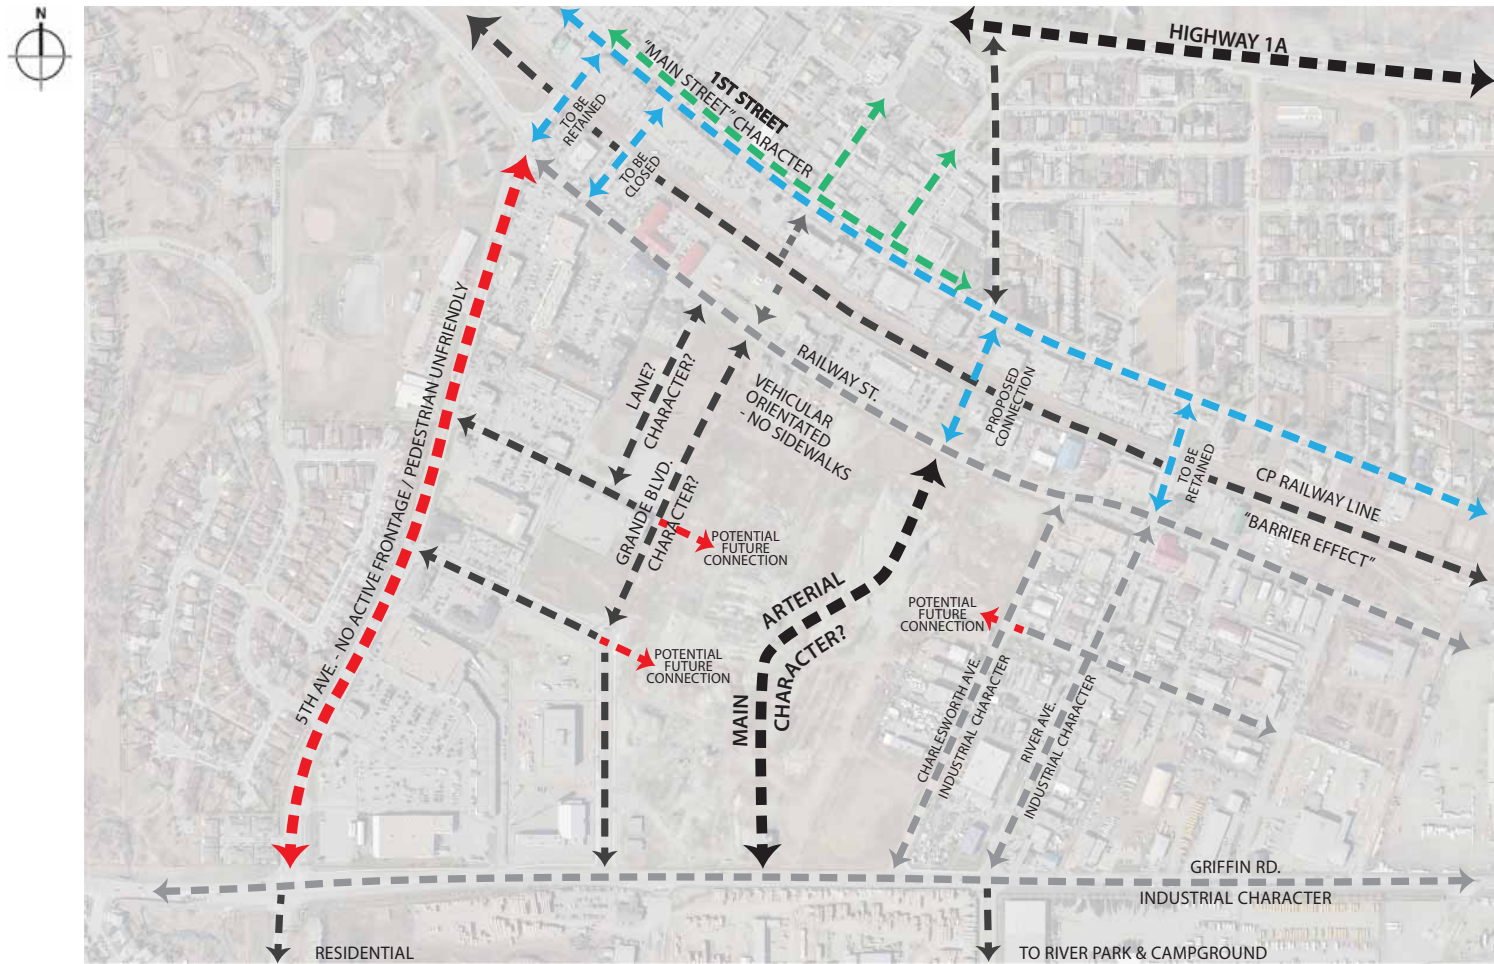 N
HIGHWAY 1A
1ST STREET
"MAIN STREET" CHARACTER
TO BE
RETAINED
TO BE
CLOSED
5TH AVE. - NO ACTIVE FRONTAGE / PEDESTRIAN UNFRIENDLY
LANE?
CHARACTER?
GRANDE BLVD.
CHARACTER?
RAILWAY ST.
VEHICULAR
ORIENTATED
- NO SIDEWALKS
PROPOSED
CONNECTION
TO BE
RETAINED
CP RAILWAY LINE
"BARRIER EFFECT"
POTENTIAL
FUTURE
CONNECTION
POTENTIAL
FUTURE
CONNECTION
POTENTIAL
FUTURE
CONNECTION
MAIN ARTERIAL
CHARACTER?
CHARLESWORTH AVE.
INDUSTRIAL CHARACTER
RIVER AVE.
INDUSTRIAL CHARACTER
GRIFFIN RD.
INDUSTRIAL CHARACTER
RESIDENTIAL
TO RIVER PARK & CAMPGROUND